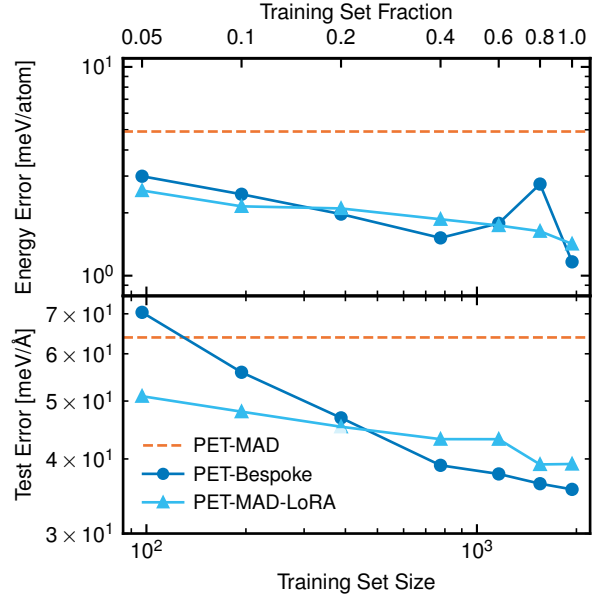 Training Set Fraction
0.05 0.1 0.2 0.4 0.6 0.8 1.0
Energy Error [meV/atom]
10¹
10⁰
Test Error [meV/Å]
7 × 10¹
6 × 10¹
5 × 10¹
4 × 10¹
3 × 10¹
PET-MAD
PET-Bespoke
PET-MAD-LoRA
10² 10³
Training Set Size